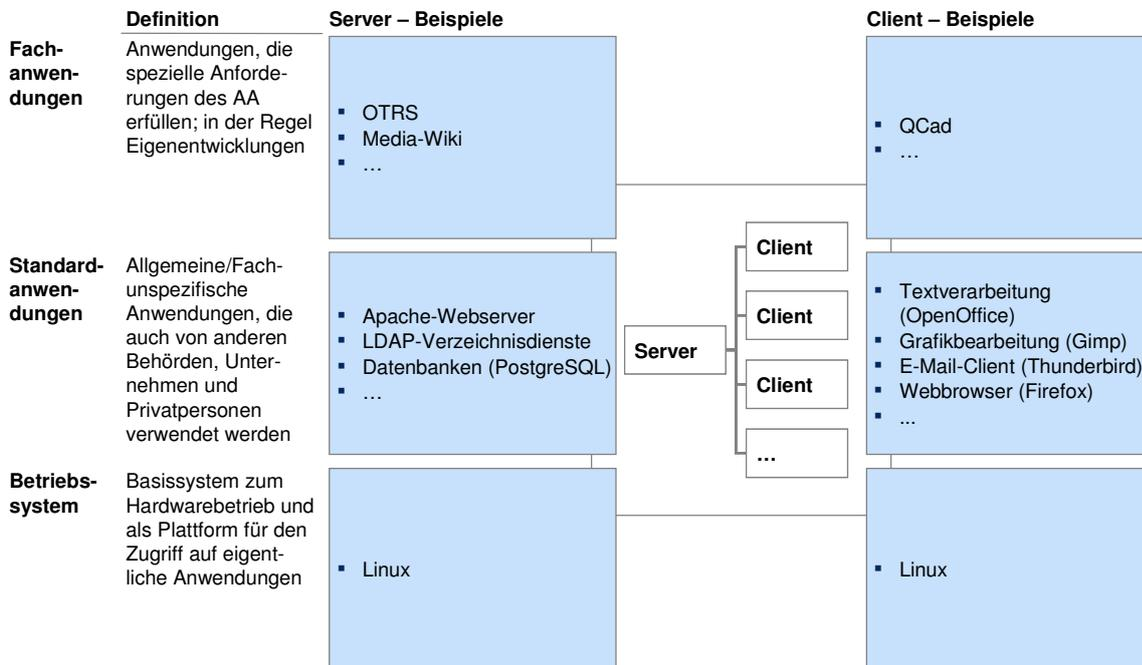 Definition
Server – Beispiele
Client – Beispiele
Fach-
anwen-
dungen
Anwendungen, die
spezielle Anforde-
rungen des AA
erfüllen; in der Regel
Eigenentwicklungen
▪ OTRS
▪ Media-Wiki
▪ …
▪ QCad
▪ …
Standard-
anwen-
dungen
Allgemeine/Fach-
unspezifische
Anwendungen, die
auch von anderen
Behörden, Unter-
nehmen und
Privatpersonen
verwendet werden
▪ Apache-Webserver
▪ LDAP-Verzeichnisdienste
▪ Datenbanken (PostgreSQL)
▪ …
Server
Client
Client
Client
…
▪ Textverarbeitung
(OpenOffice)
▪ Grafikbearbeitung (Gimp)
▪ E-Mail-Client (Thunderbird)
▪ Webbrowser (Firefox)
▪ ...
Betriebs-
system
Basissystem zum
Hardwarebetrieb und
als Plattform für den
Zugriff auf eigent-
liche Anwendungen
▪ Linux
▪ Linux